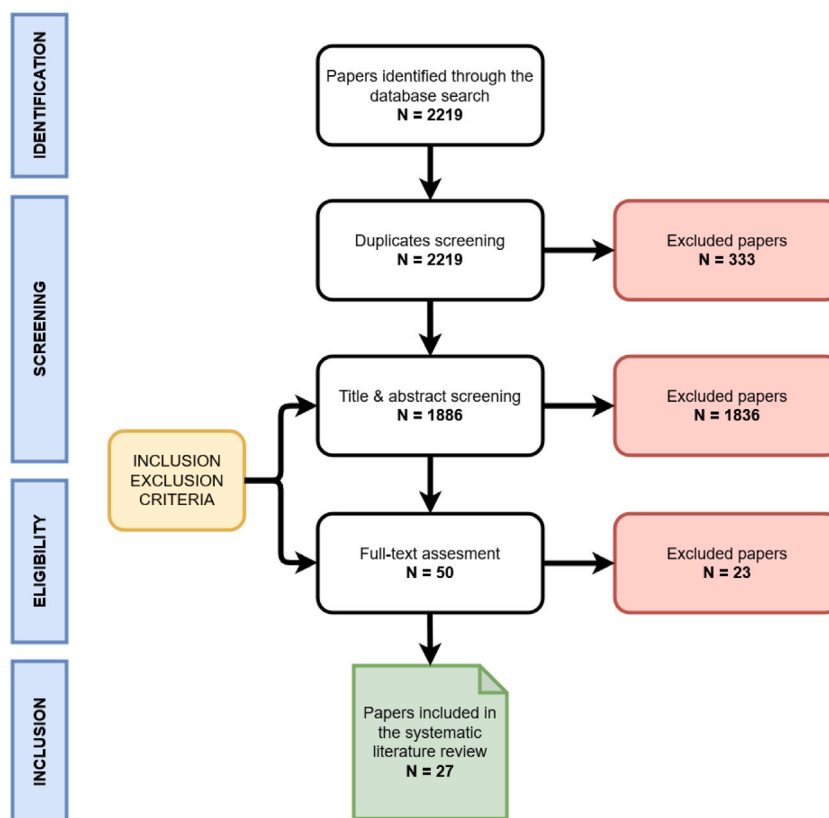 IDENTIFICATION
Papers identified through the
database search
N = 2219
SCREENING
Duplicates screening
N = 2219
Excluded papers
N = 333
Title & abstract screening
N = 1886
Excluded papers
N = 1836
INCLUSION
EXCLUSION
CRITERIA
ELIGIBILITY
Full-text assesment
N = 50
Excluded papers
N = 23
INCLUSION
Papers included in
the systematic
literature review
N = 27